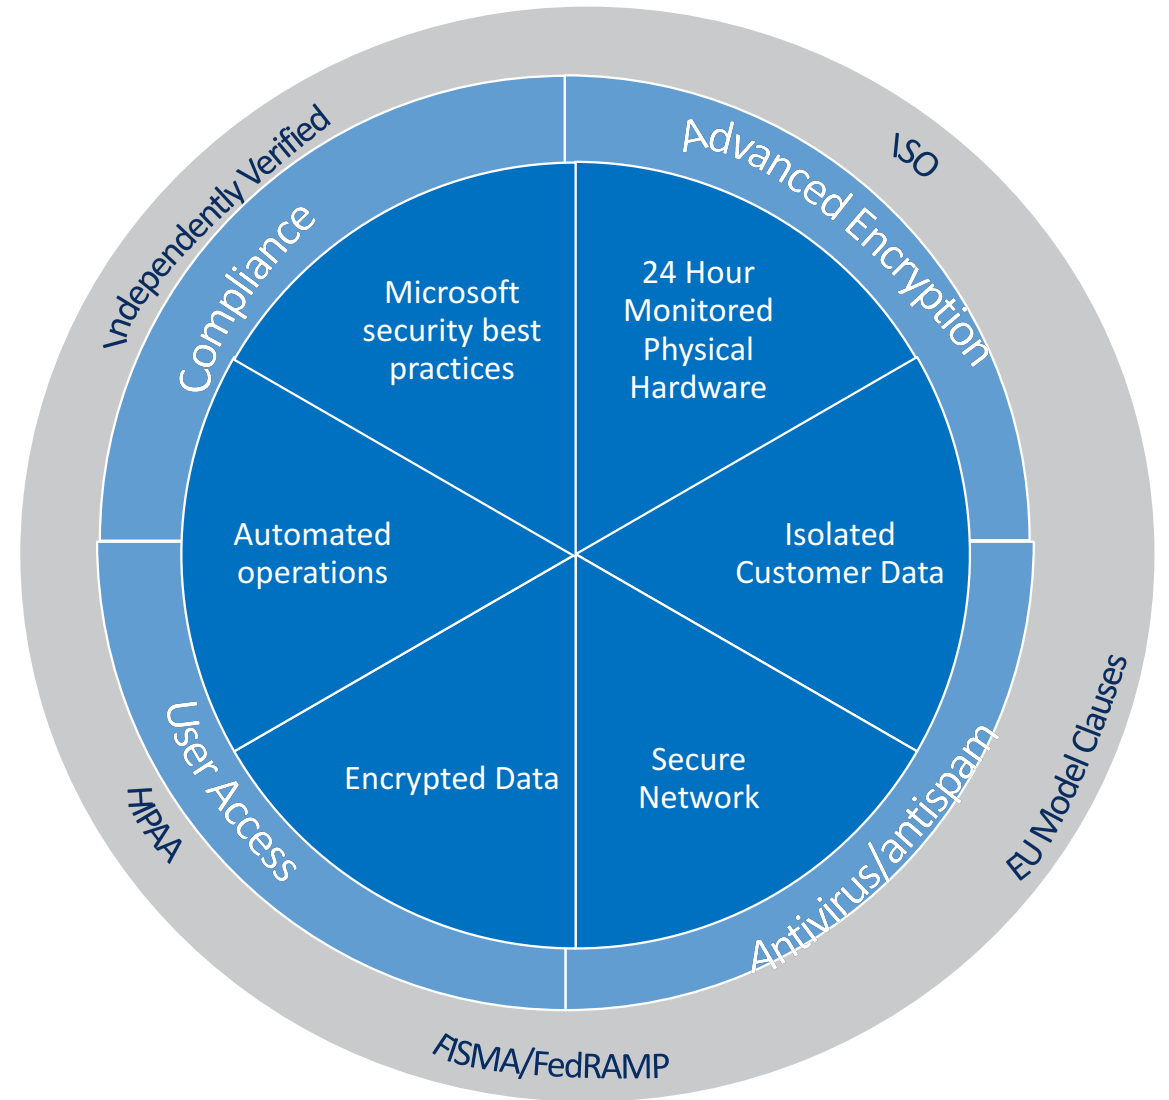 Independently Verified
ISO
EU Model Clauses
FISMA/FedRAMP
HIPAA
Compliance
Advanced Encryption
Antivirus/antispam
User Access
Microsoft
security best
practices
24 Hour
Monitored
Physical
Hardware
Isolated
Customer Data
Secure
Network
Encrypted Data
Automated
operations